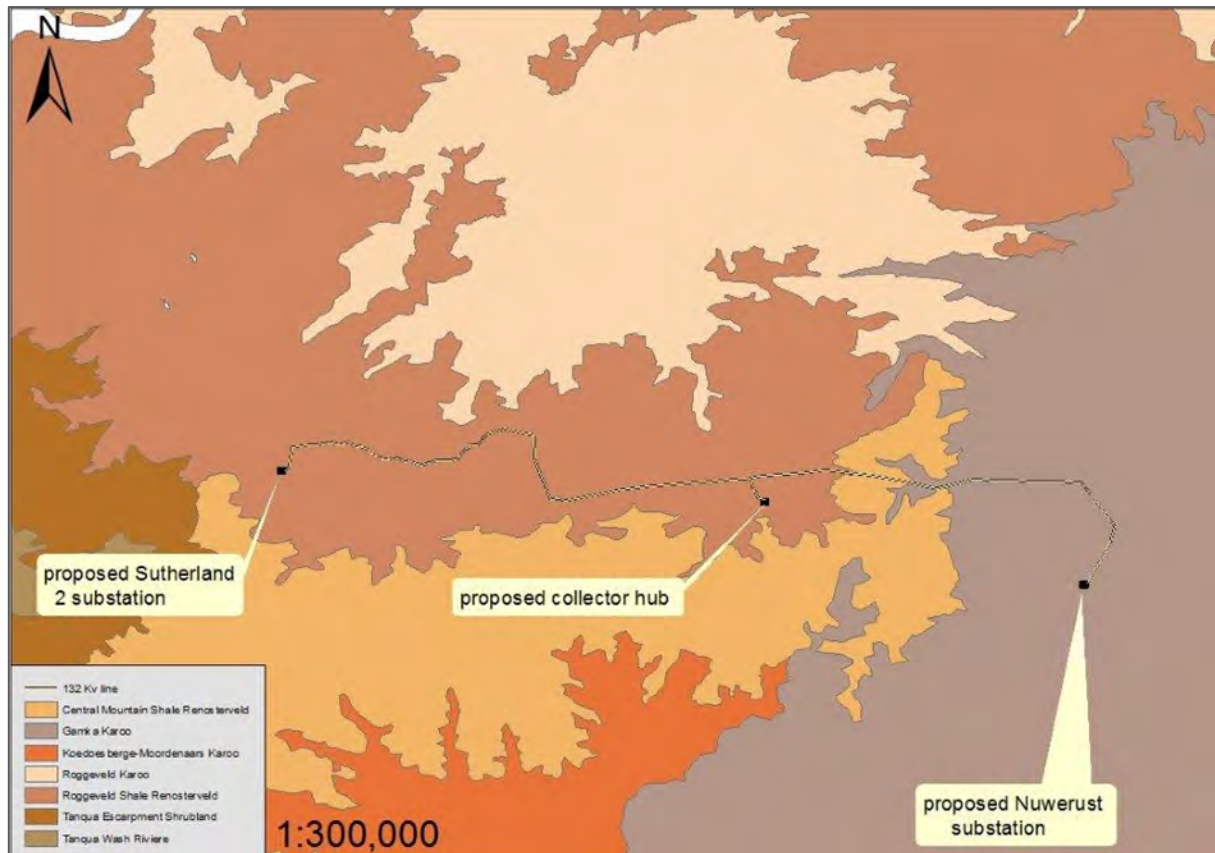 N
proposed Sutherland
2 substation
proposed collector hub
proposed Nuwerust
substation
132 Kv line
Central Mountain Shale Renosterveld
Gamka Karoo
Koedoesberge-Moordenaars Karoo
Roggeveld Karoo
Roggeveld Shale Renosterveld
Tanqua Escarpment Shrubland
Tanqua Wash Riviere
1:300,000